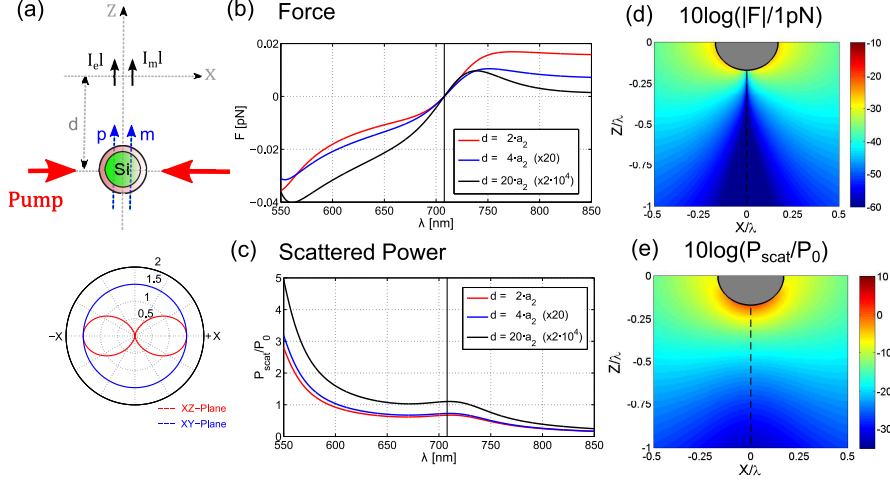 (a)
Z
I_e l
I_m l
X
d
p
m
Si
Pump
2
1.5
1
0.5
−X
+X
XZ−Plane
XY−Plane
(b) Force
0.02
0
−0.02
−0.04
F [pN]
550 600 650 700 750 800 850
λ [nm]
d = 2·a_2
d = 4·a_2 (x20)
d = 20·a_2 (x2·10^4)
(c) Scattered Power
5
4
3
2
1
0
P_scat/P_0
550 600 650 700 750 800 850
λ [nm]
d = 2·a_2
d = 4·a_2 (x20)
d = 20·a_2 (x2·10^4)
(d)
10log(|F|/1pN)
0
-0.25
-0.5
-0.75
-1
Z/λ
-0.5 -0.25 0 0.25 0.5
X/λ
-10
-20
-30
-40
-50
-60
(e)
10log(P_scat/P_0)
0
-0.25
-0.5
-0.75
-1
Z/λ
-0.5 -0.25 0 0.25 0.5
X/λ
10
0
-10
-20
-30